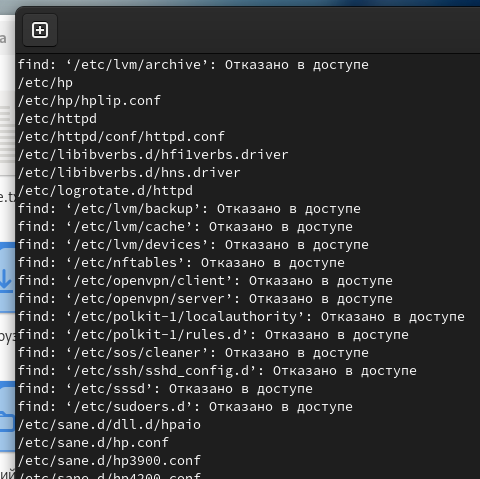 find: ‘/etc/lvm/archive’: Отказано в доступе
/etc/hp
/etc/hp/hplip.conf
/etc/httpd
/etc/httpd/conf/httpd.conf
/etc/libibverbs.d/hfi1verbs.driver
/etc/libibverbs.d/hns.driver
/etc/logrotate.d/httpd
find: ‘/etc/lvm/backup’: Отказано в доступе
find: ‘/etc/lvm/cache’: Отказано в доступе
find: ‘/etc/lvm/devices’: Отказано в доступе
find: ‘/etc/nftables’: Отказано в доступе
find: ‘/etc/openvpn/client’: Отказано в доступе
find: ‘/etc/openvpn/server’: Отказано в доступе
find: ‘/etc/polkit-1/localauthority’: Отказано в доступе
find: ‘/etc/polkit-1/rules.d’: Отказано в доступе
find: ‘/etc/sos/cleaner’: Отказано в доступе
find: ‘/etc/ssh/sshd_config.d’: Отказано в доступе
find: ‘/etc/sssd’: Отказано в доступе
find: ‘/etc/sudoers.d’: Отказано в доступе
/etc/sane.d/dll.d/hpaio
/etc/sane.d/hp.conf
/etc/sane.d/hp3900.conf
/etc/sane.d/hp4200.conf